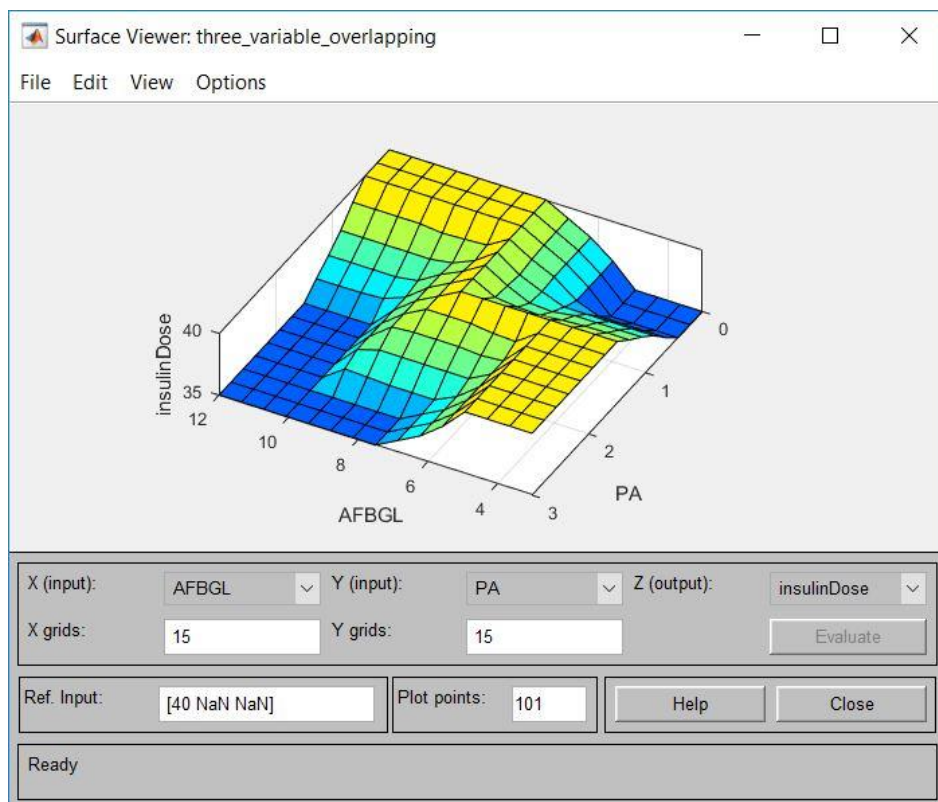 Surface Viewer: three_variable_overlapping
File Edit View Options
insulinDose
40
35
12
10
8
6
4
AFBGL
0
1
2
3
PA
X (input): AFBGL Y (input): PA Z (output): insulinDose
X grids: 15 Y grids: 15 Evaluate
Ref. Input: [40 NaN NaN] Plot points: 101 Help Close
Ready